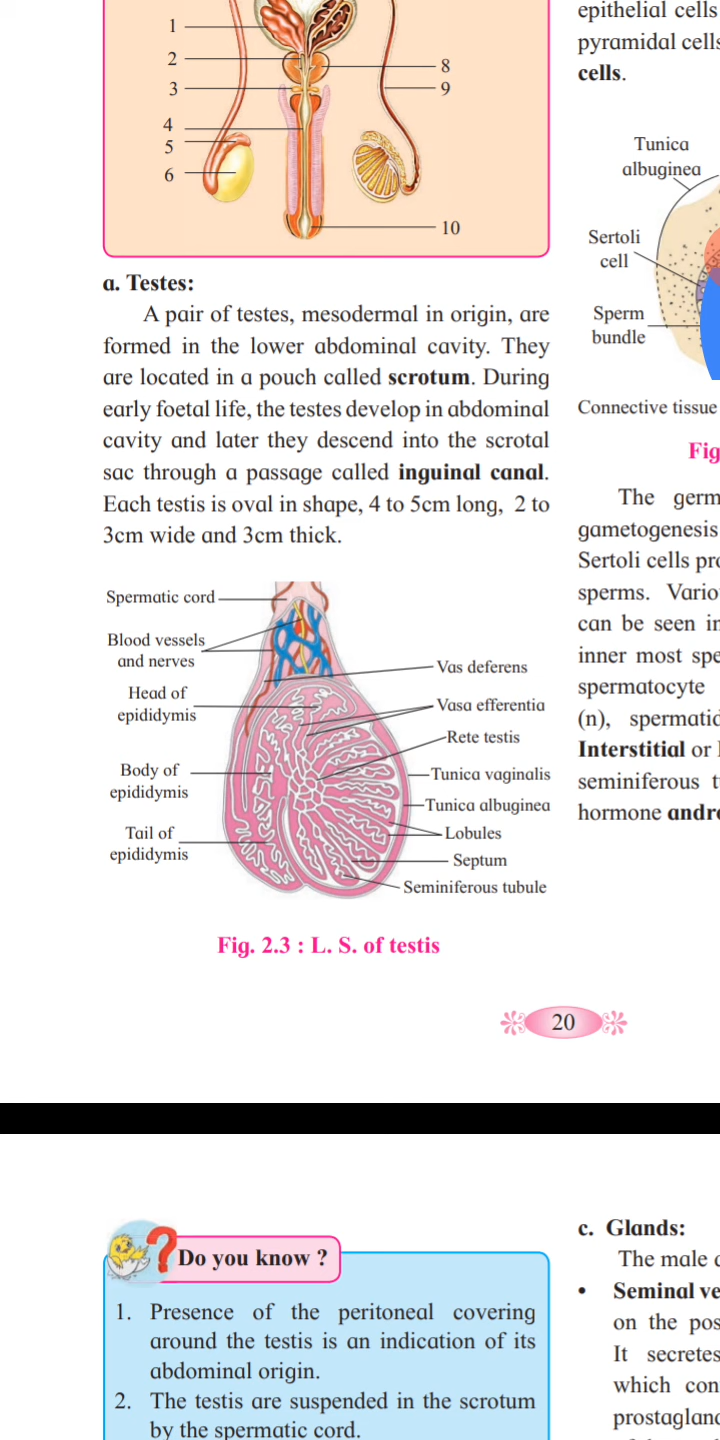 1
2
3
4
5
6
8
9
10
a. Testes:
A pair of testes, mesodermal in origin, are
formed in the lower abdominal cavity. They
are located in a pouch called scrotum. During
early foetal life, the testes develop in abdominal
cavity and later they descend into the scrotal
sac through a passage called inguinal canal.
Each testis is oval in shape, 4 to 5cm long, 2 to
3cm wide and 3cm thick.
Spermatic cord
Blood vessels
and nerves
Head of
epididymis
Body of
epididymis
Tail of
epididymis
Vas deferens
Vasa efferentia
Rete testis
Tunica vaginalis
Tunica albuginea
Lobules
Septum
Seminiferous tubule
Fig. 2.3 : L. S. of testis
epithelial cells
pyramidal cells
cells.
Tunica
albuginea
Sertoli
cell
Sperm
bundle
Connective tissue
Fig
The germ
gametogenesis
Sertoli cells pro
sperms. Vario
can be seen in
inner most spe
spermatocyte
(n), spermatid
Interstitial or
seminiferous t
hormone andro
20
Do you know ?
1. Presence of the peritoneal covering
around the testis is an indication of its
abdominal origin.
2. The testis are suspended in the scrotum
by the spermatic cord.
c. Glands:
The male
• Seminal ve
on the pos
It secretes
which con
prostagland